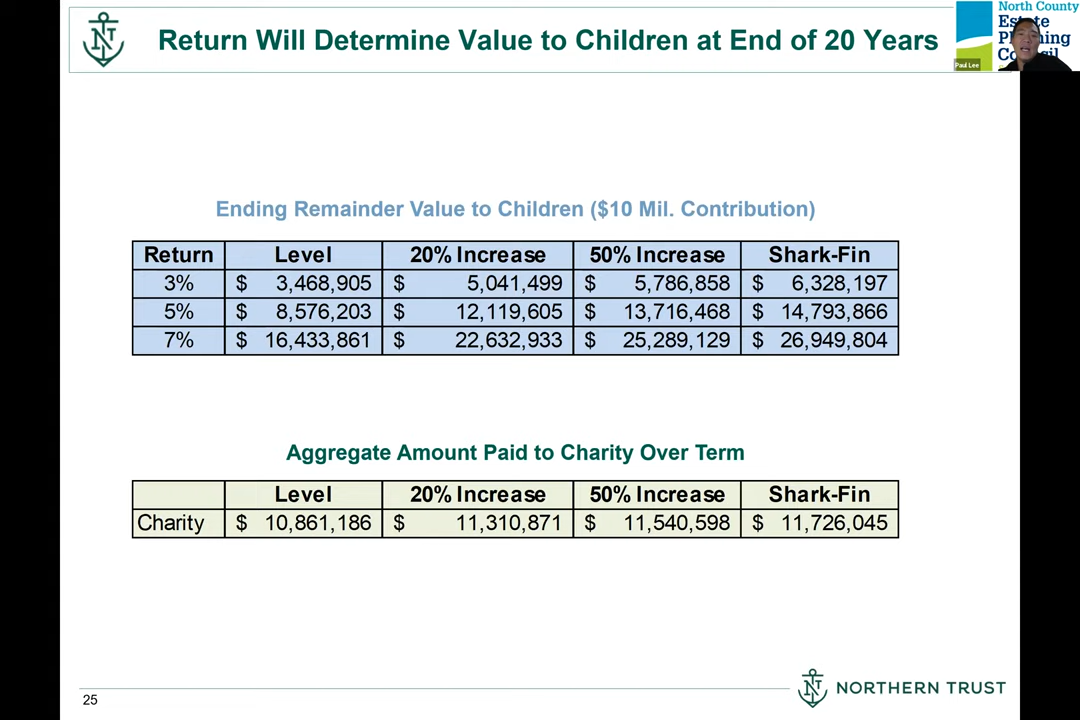 Return Will Determine Value to Children at End of 20 Years
North County
Paul Lee
Ending Remainder Value to Children ($10 Mil. Contribution)
Return Level 20% Increase 50% Increase Shark-Fin
3% $ 3,468,905 $ 5,041,499 $ 5,786,858 $ 6,328,197
5% $ 8,576,203 $ 12,119,605 $ 13,716,468 $ 14,793,866
7% $ 16,433,861 $ 22,632,933 $ 25,289,129 $ 26,949,804
Aggregate Amount Paid to Charity Over Term
Level 20% Increase 50% Increase Shark-Fin
Charity $ 10,861,186 $ 11,310,871 $ 11,540,598 $ 11,726,045
NORTHERN TRUST
25